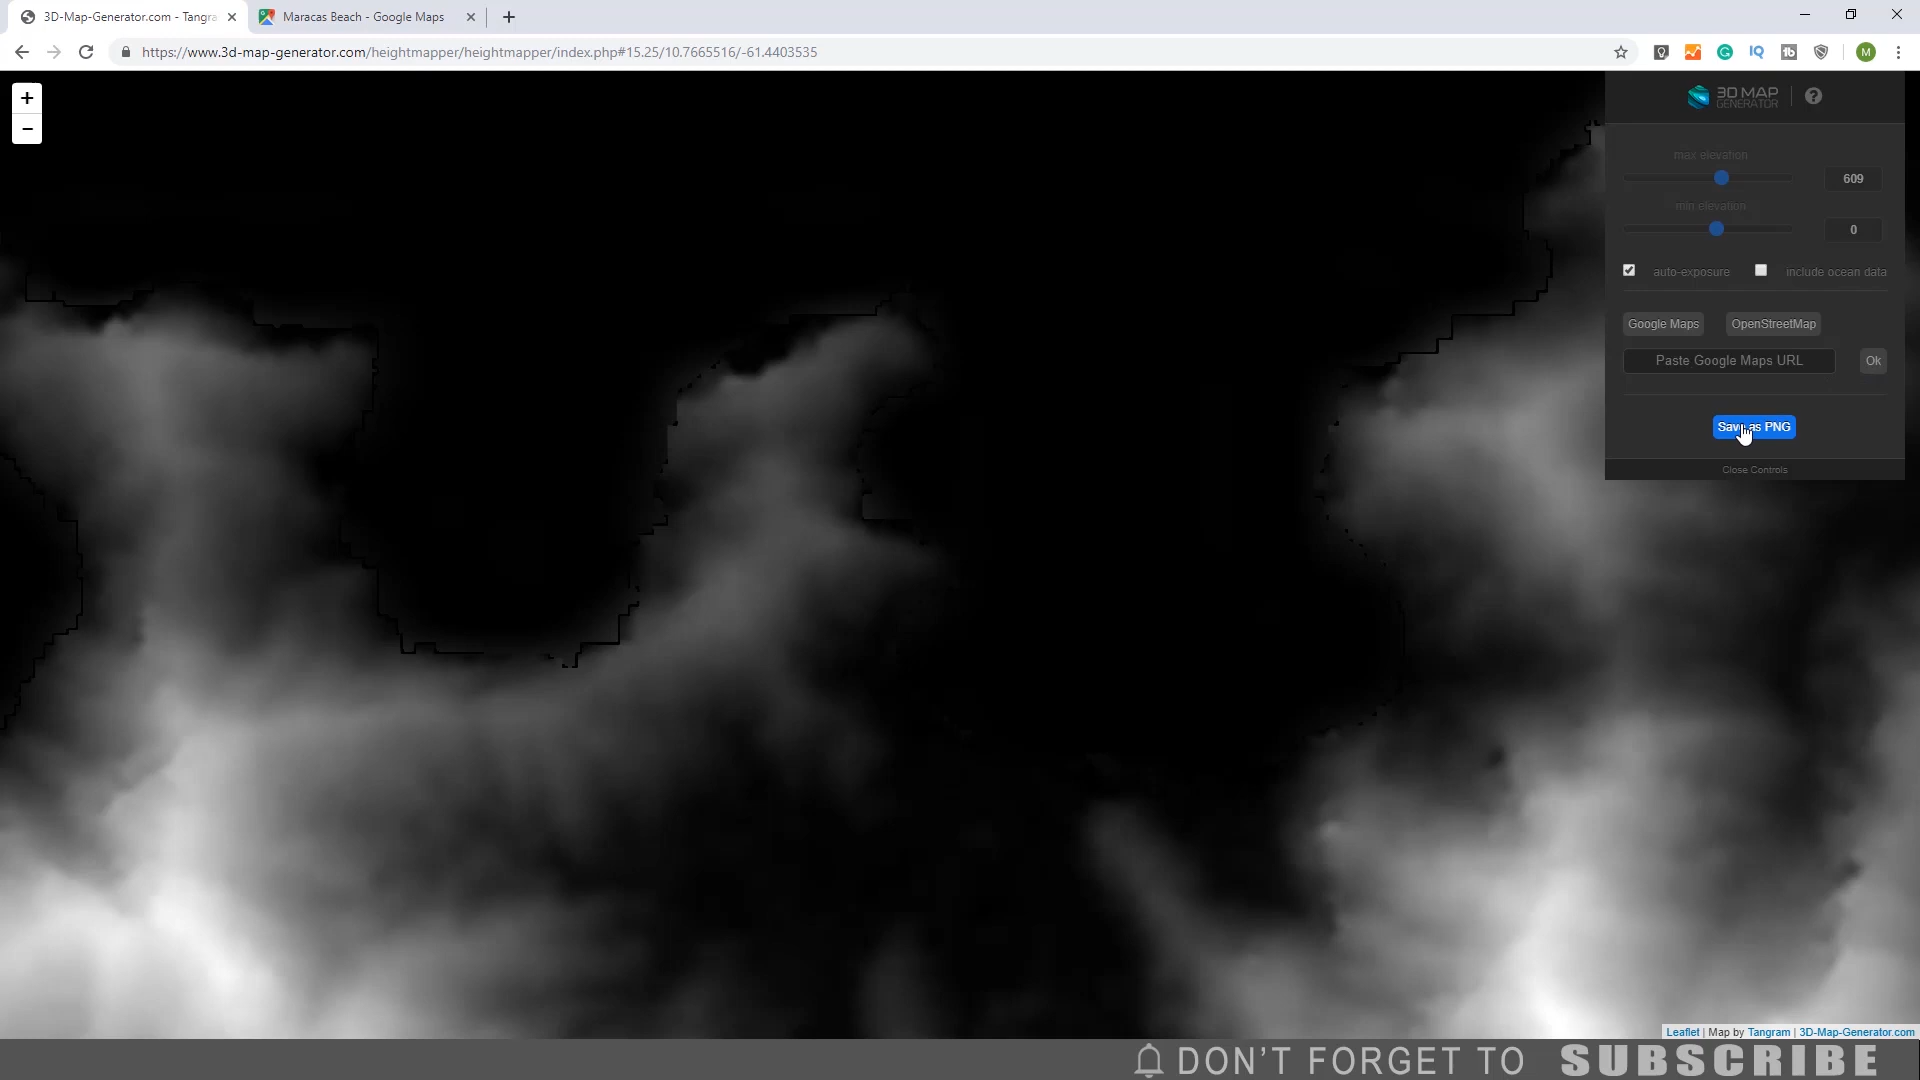 3D-Map-Generator.com - Tangra
Maracas Beach - Google Maps
https://www.3d-map-generator.com/heightmapper/heightmapper/index.php#15.25/10.7665516/-61.4403535
IQ
tb
M
+
−
3D MAP
GENERATOR
?
max elevation
609
min elevation
0
auto-exposure
include ocean data
Google Maps
OpenStreetMap
Paste Google Maps URL
Ok
Save as PNG
Close Controls
Leaflet | Map by Tangram | 3D-Map-Generator.com
DON'T FORGET TO SUBSCRIBE